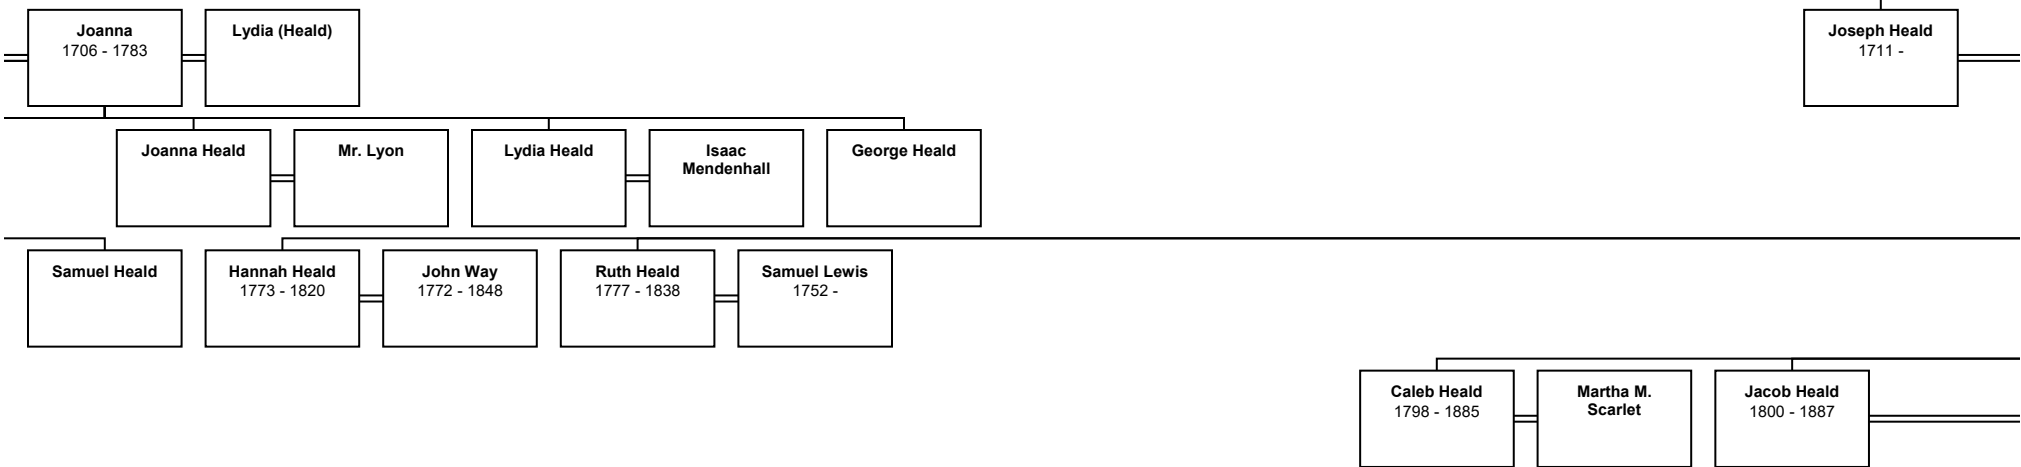 Joanna
1706 - 1783
Lydia (Heald)
Joseph Heald
1711 -
Joanna Heald
Mr. Lyon
Lydia Heald
Isaac
Mendenhall
George Heald
Samuel Heald
Hannah Heald
1773 - 1820
John Way
1772 - 1848
Ruth Heald
1777 - 1838
Samuel Lewis
1752 -
Caleb Heald
1798 - 1885
Martha M.
Scarlet
Jacob Heald
1800 - 1887